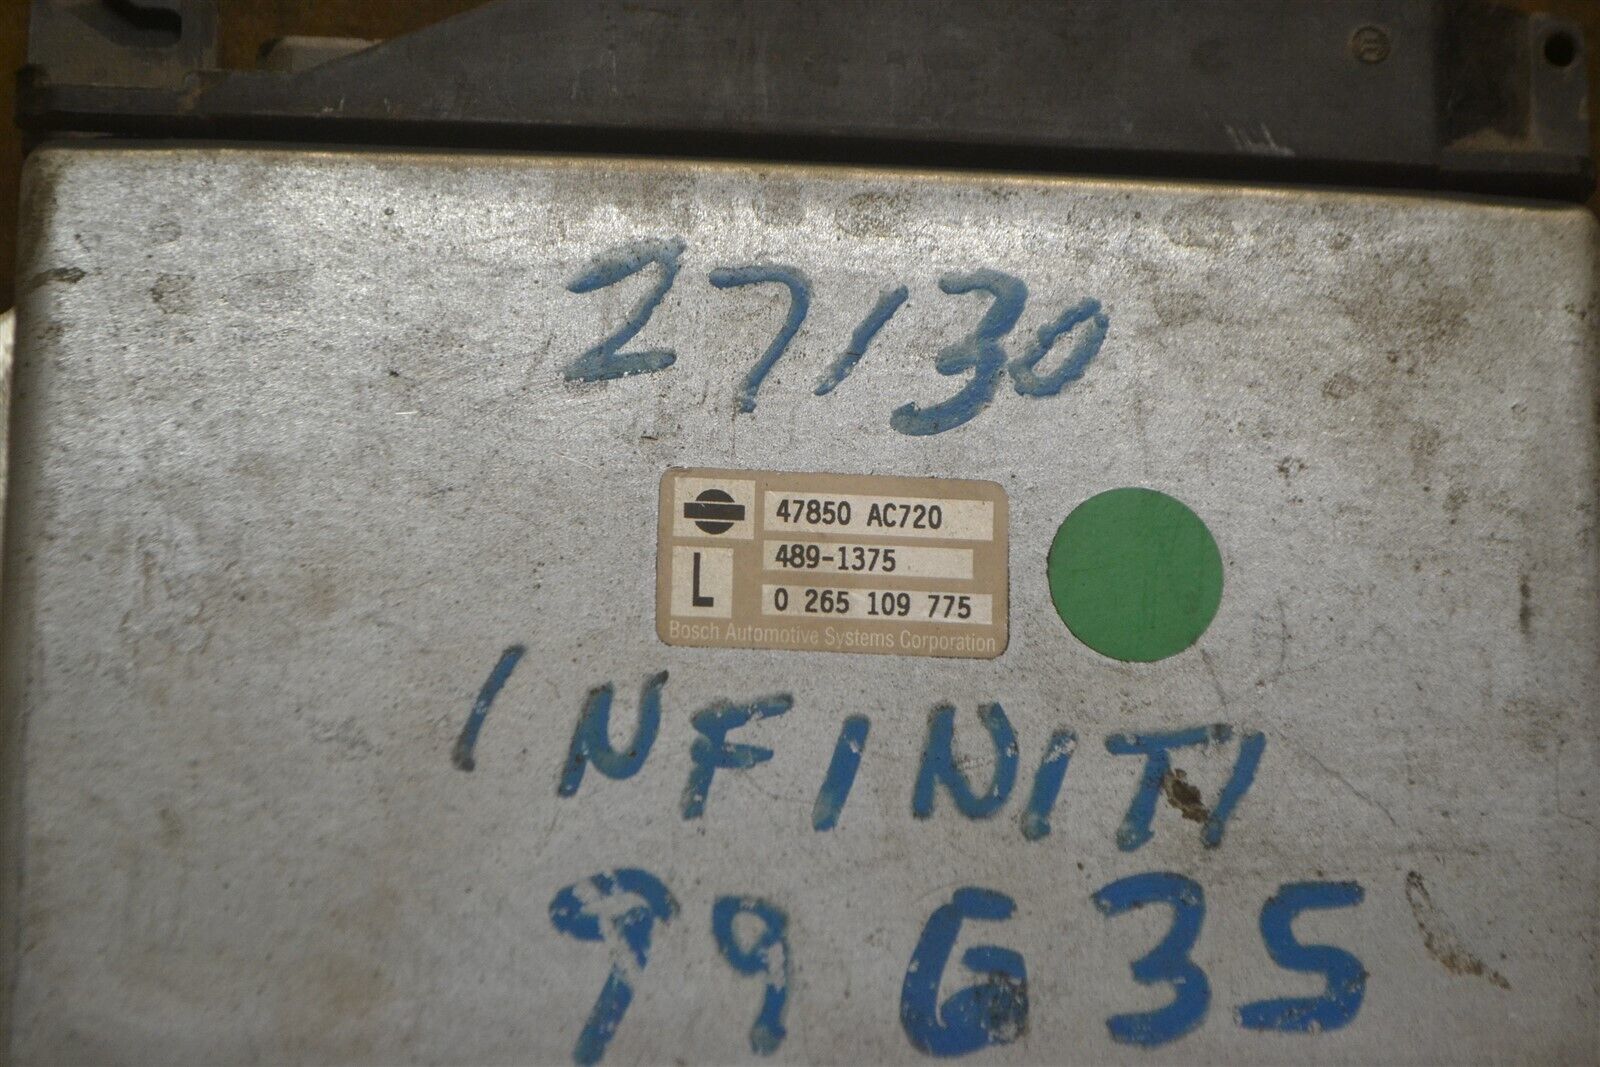 27130
47850 AC720
489-1375
L
0 265 109 775
Bosch Automotive Systems Corporation
INFINITI
99 G35